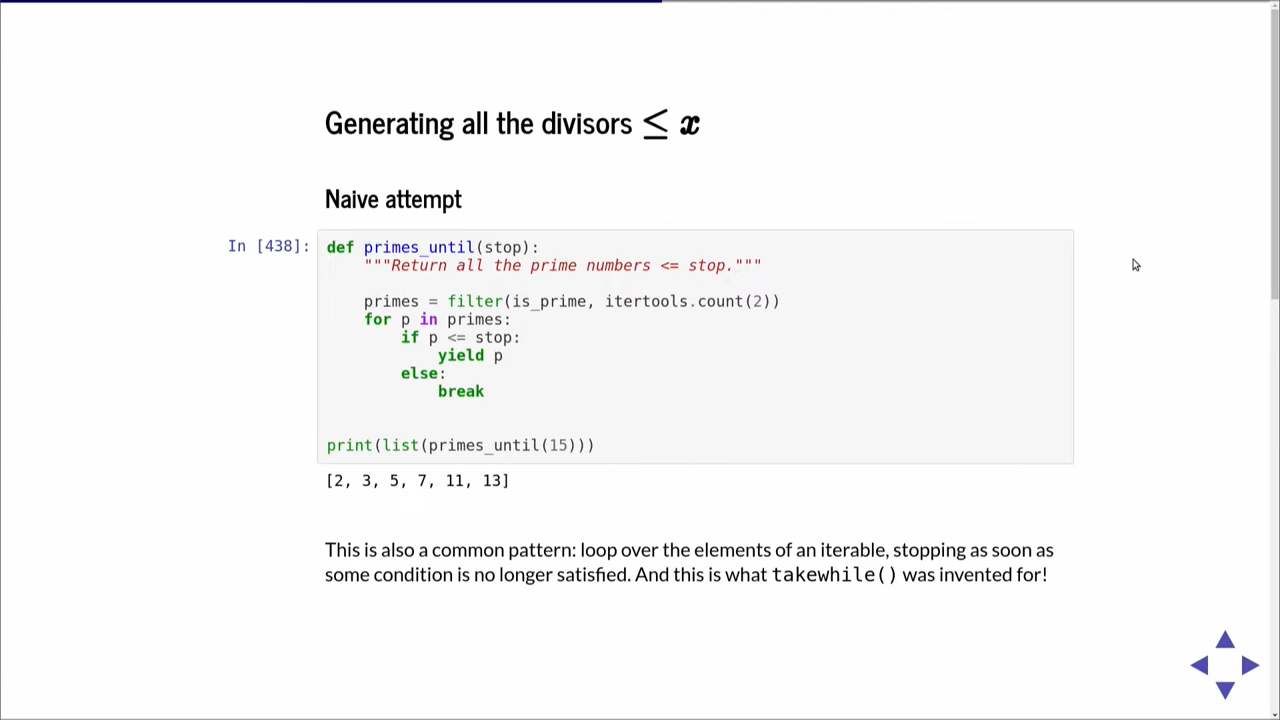 Generating all the divisors ≤ x
Naive attempt
In [438]:
def primes_until(stop):
    """Return all the prime numbers <= stop."""
    primes = filter(is_prime, itertools.count(2))
    for p in primes:
        if p <= stop:
            yield p
        else:
            break
print(list(primes_until(15)))
[2, 3, 5, 7, 11, 13]
This is also a common pattern: loop over the elements of an iterable, stopping as soon as
some condition is no longer satisfied. And this is what takewhile() was invented for!